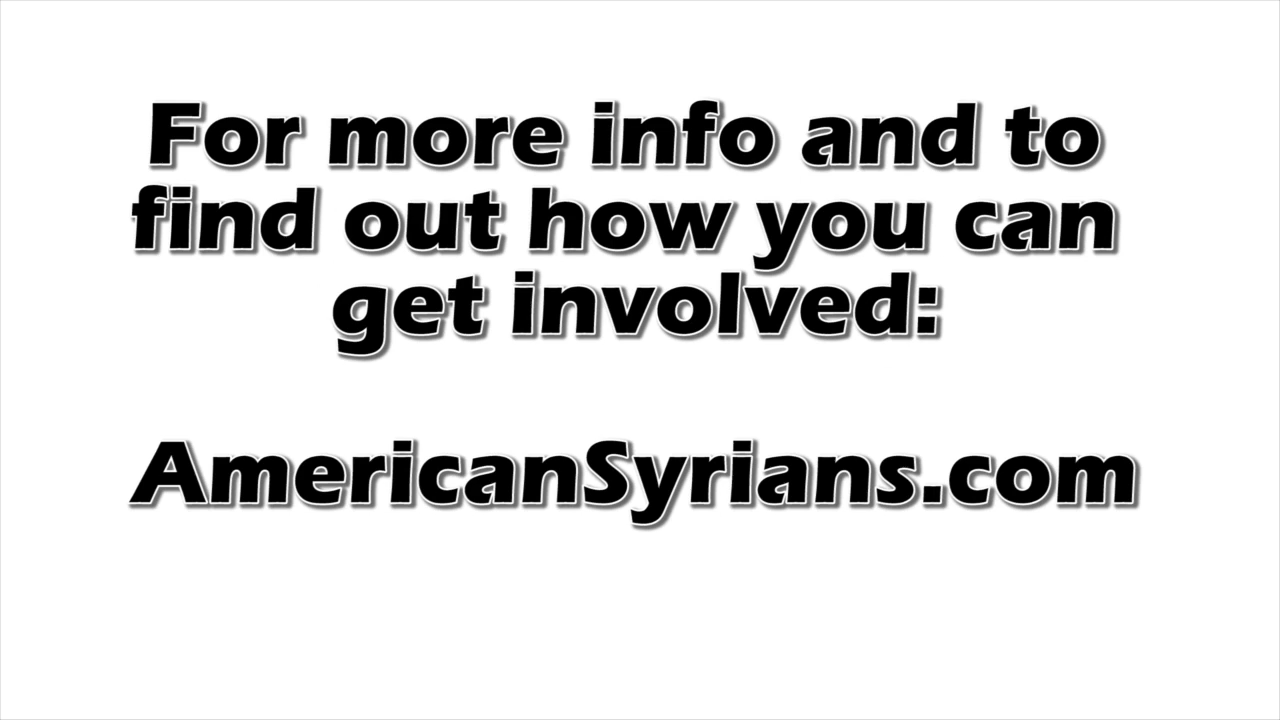 For more info and to
find out how you can
get involved:
AmericanSyrians.com